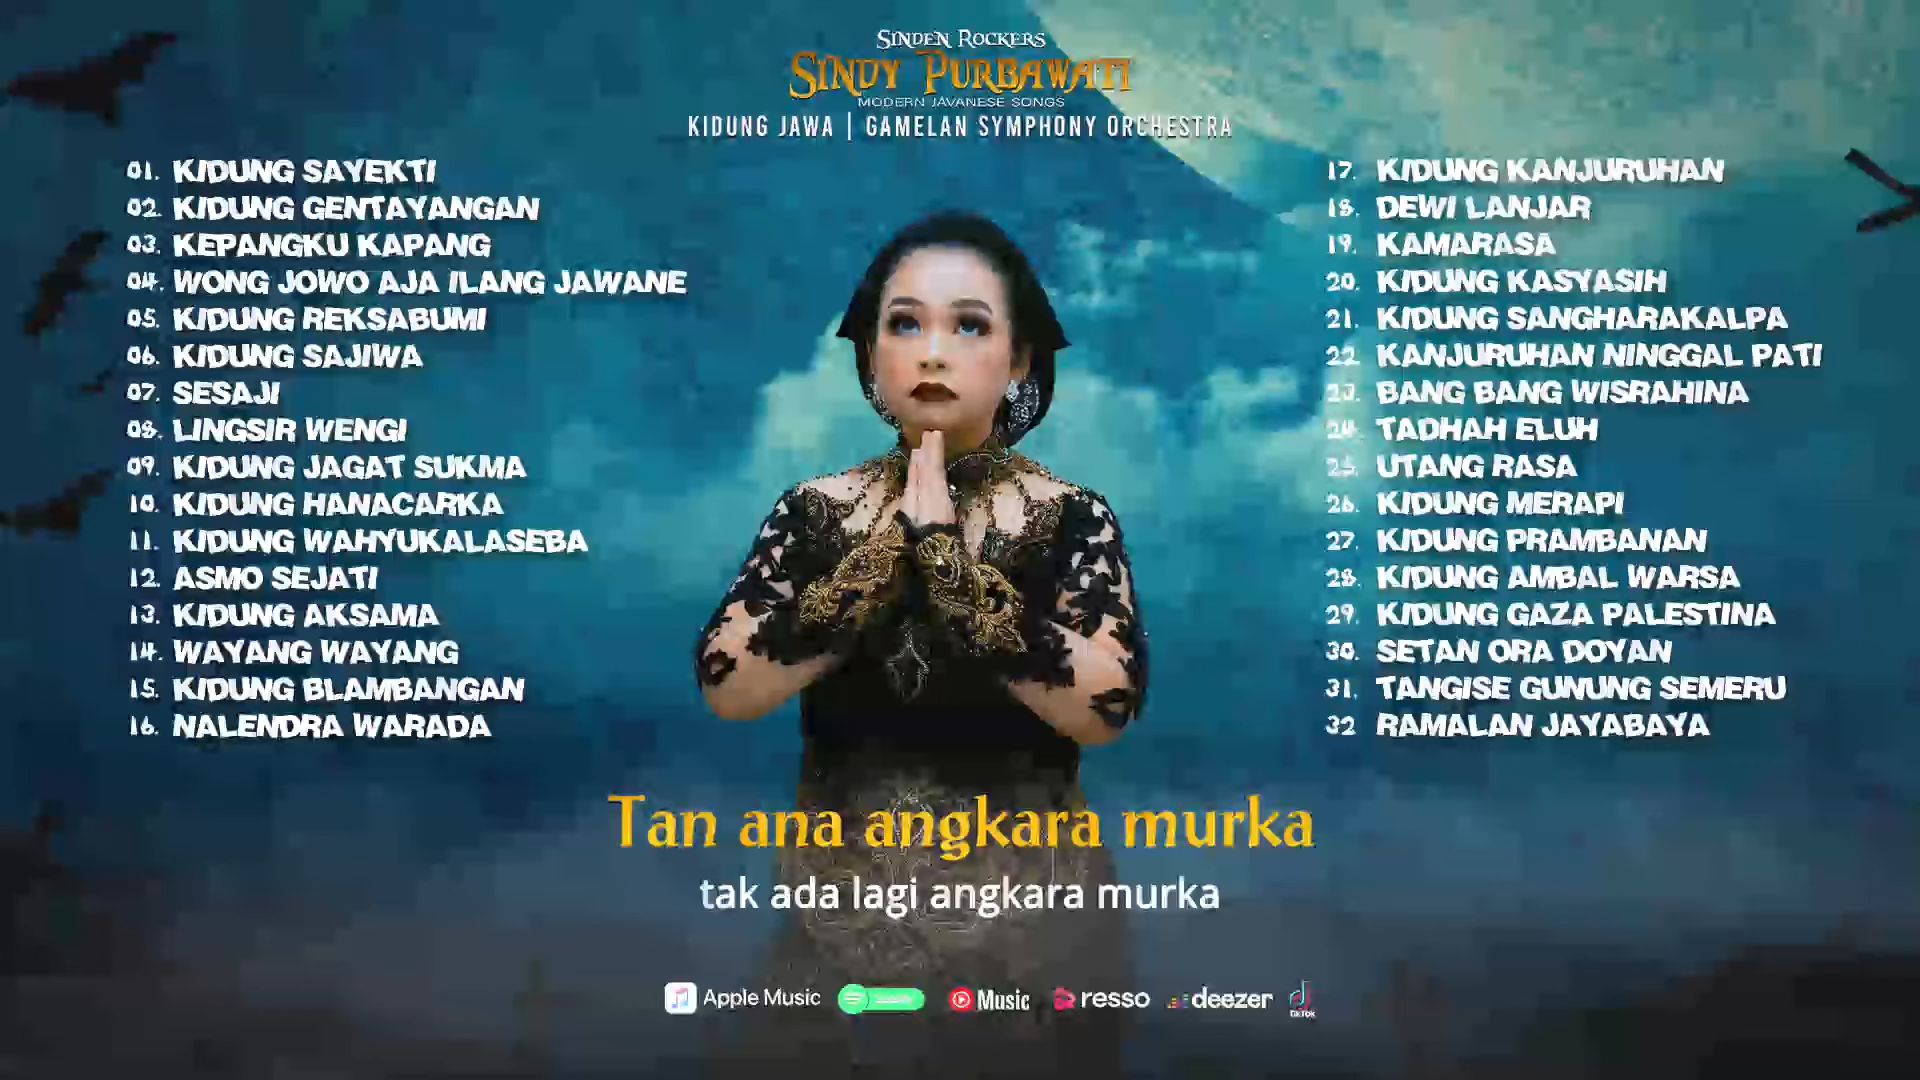 SINDEN ROCKERS
SINDY PURBAWATI
MODERN JAVANESE SONGS
KIDUNG JAWA | GAMELAN SYMPHONY ORCHESTRA
01. KIDUNG SAYEKTI
02. KIDUNG GENTAYANGAN
03. KEPANGKU KAPANG
04. WONG JOWO AJA ILANG JAWANE
05. KIDUNG REKSABUMI
06. KIDUNG SAJIWA
07. SESAJI
08. LINGSIR WENGI
09. KIDUNG JAGAT SUKMA
10. KIDUNG HANACARKA
11. KIDUNG WAHYUKALASEBA
12. ASMO SEJATI
13. KIDUNG AKSAMA
14. WAYANG WAYANG
15. KIDUNG BLAMBANGAN
16. NALENDRA WARADA
17. KIDUNG KANJURUHAN
18. DEWI LANJAR
19. KAMARASA
20. KIDUNG KASYASIH
21. KIDUNG SANGHARAKALPA
22. KANJURUHAN NINGGAL PATI
23. BANG BANG WISRAHINA
24. TADHAH ELUH
25. UTANG RASA
26. KIDUNG MERAPI
27. KIDUNG PRAMBANAN
28. KIDUNG AMBAL WARSA
29. KIDUNG GAZA PALESTINA
30. SETAN ORA DOYAN
31. TANGISE GUNUNG SEMERU
32 RAMALAN JAYABAYA
Tan ana angkara murka
tak ada lagi angkara murka
Apple Music Music resso deezer TikTok